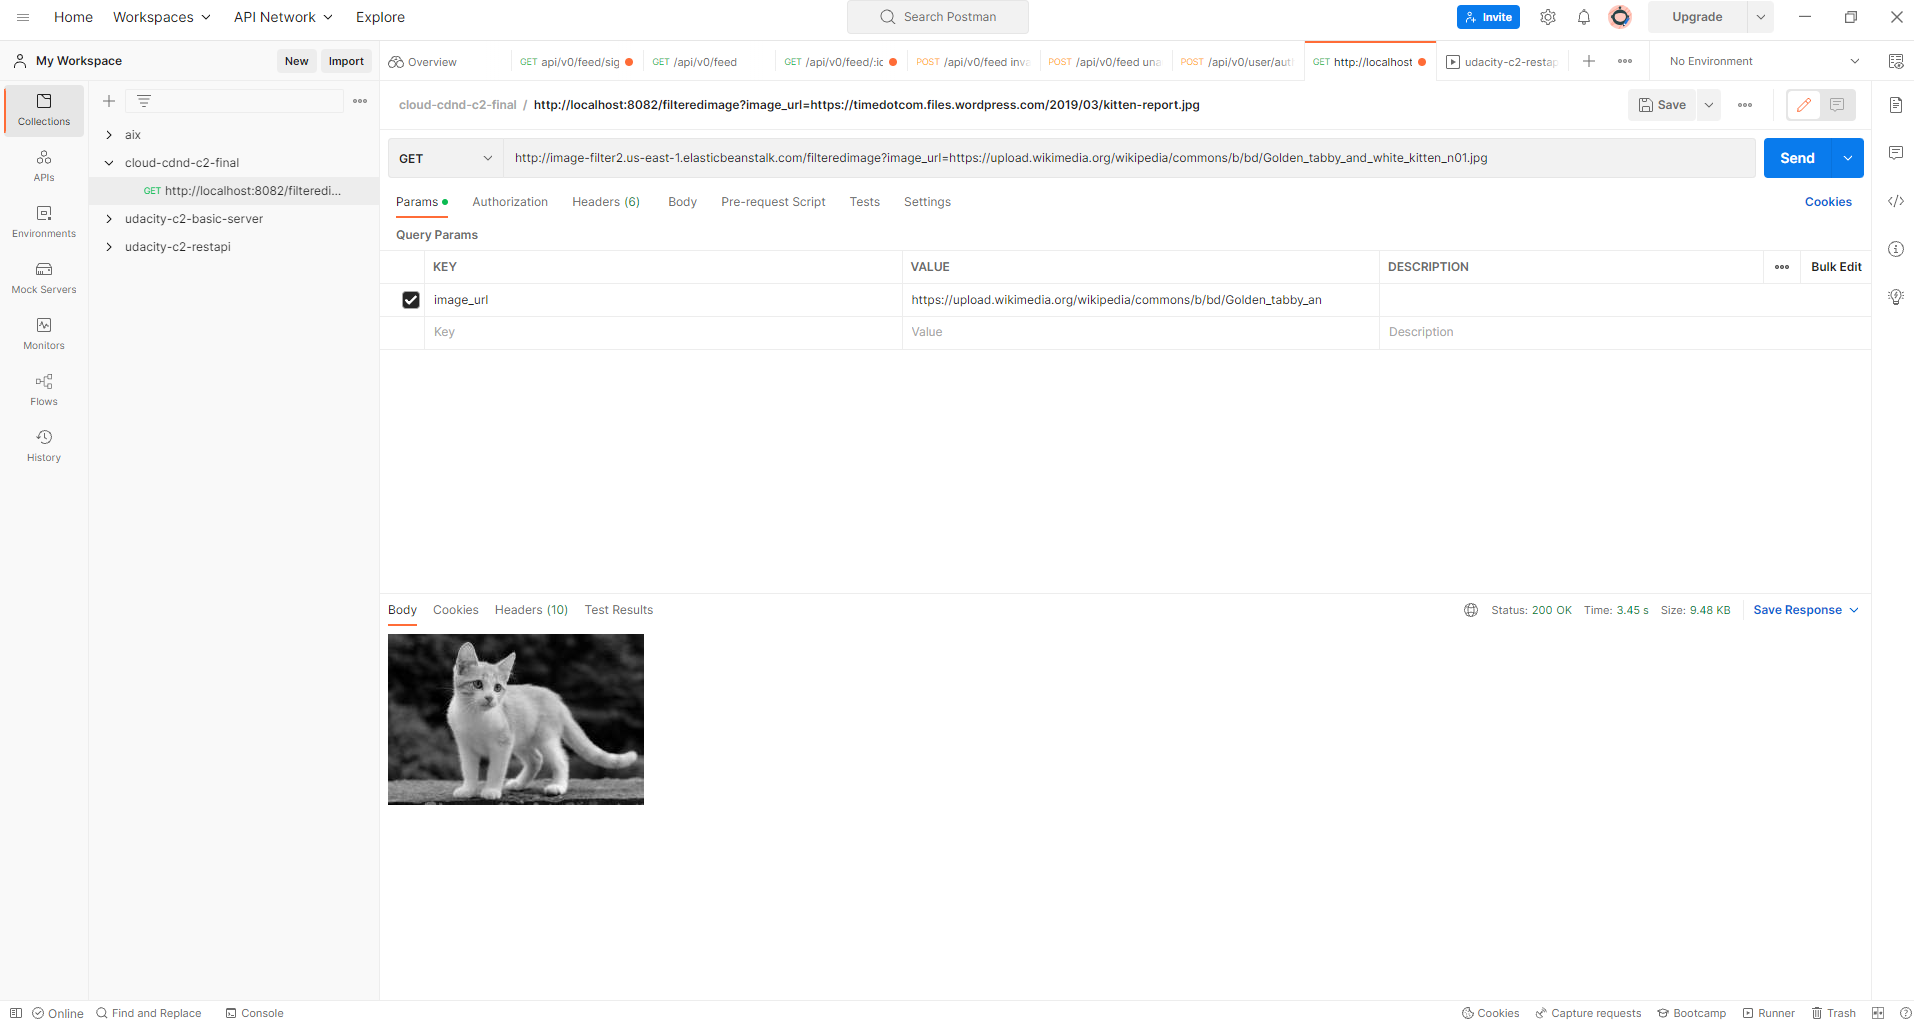 Home Workspaces API Network Explore Search Postman Invite Upgrade
My Workspace New Import
Overview GET api/v0/feed/sig GET /api/v0/feed GET /api/v0/feed/:ic POST /api/v0/feed inva POST /api/v0/feed una POST /api/v0/user/aut GET http://localhost udacity-c2-restap No Environment
Collections
APIs
Environments
Mock Servers
Monitors
Flows
History
aix
cloud-cdnd-c2-final
GET http://localhost:8082/filteredi...
udacity-c2-basic-server
udacity-c2-restapi
cloud-cdnd-c2-final / http://localhost:8082/filteredimage?image_url=https://timedotcom.files.wordpress.com/2019/03/kitten-report.jpg Save
GET http://image-filter2.us-east-1.elasticbeanstalk.com/filteredimage?image_url=https://upload.wikimedia.org/wikipedia/commons/b/bd/Golden_tabby_and_white_kitten_n01.jpg Send
Params Authorization Headers (6) Body Pre-request Script Tests Settings Cookies
Query Params
KEY VALUE DESCRIPTION Bulk Edit
image_url https://upload.wikimedia.org/wikipedia/commons/b/bd/Golden_tabby_an
Key Value Description
Body Cookies Headers (10) Test Results Status: 200 OK Time: 3.45 s Size: 9.48 KB Save Response
Online Find and Replace Console Cookies Capture requests Bootcamp Runner Trash